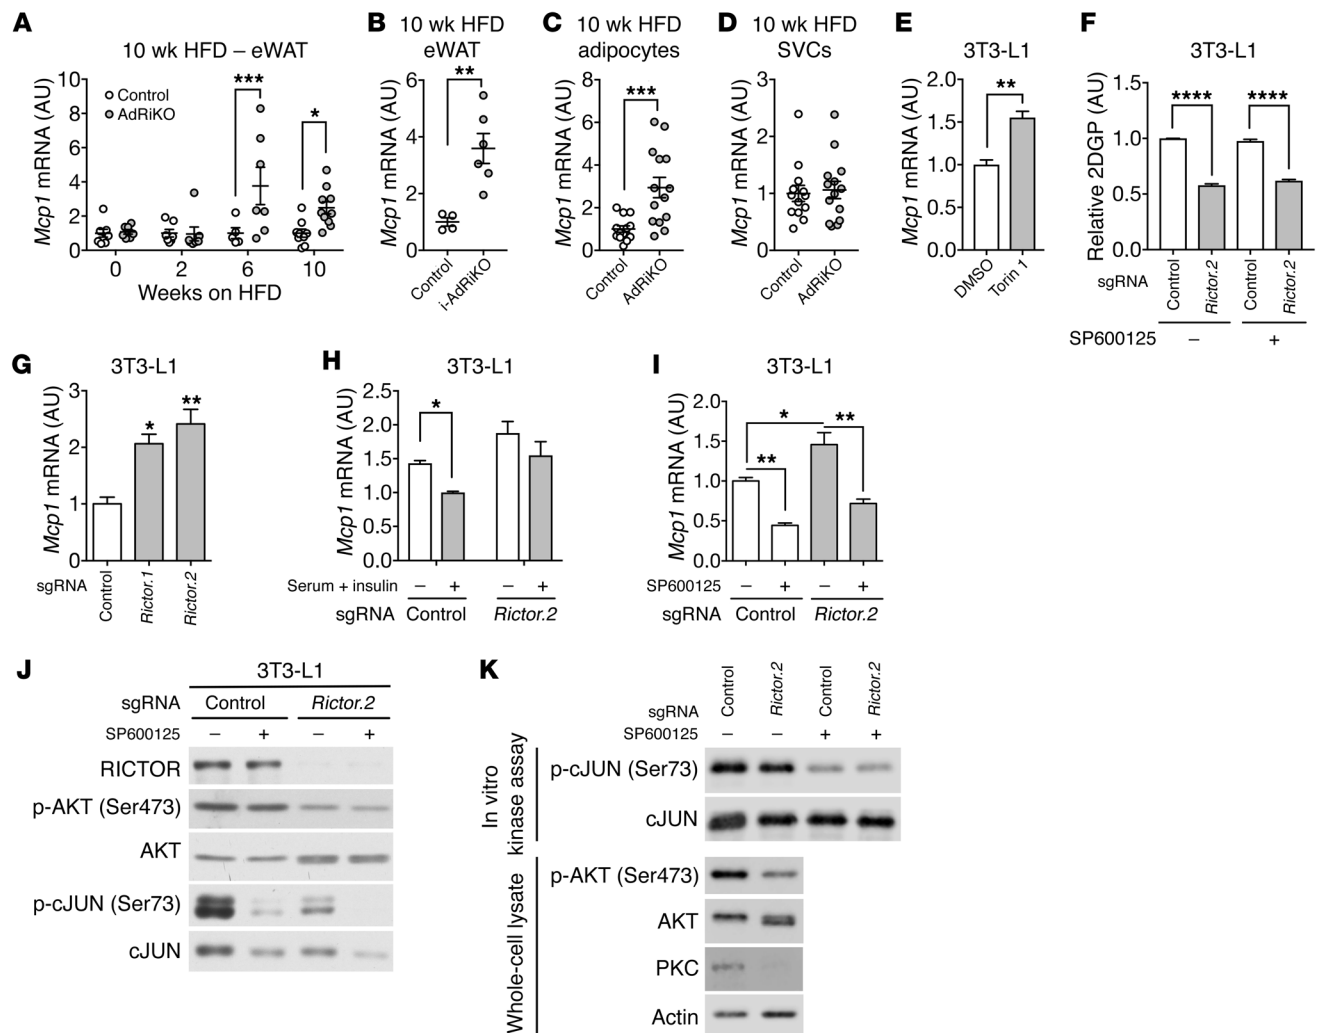 A
10 wk HFD – eWAT
Mcp1 mRNA (AU)
10
8
6
4
2
0
Control
AdRiKO
***
*
0 2 6 10
Weeks on HFD
B
10 wk HFD
eWAT
Mcp1 mRNA (AU)
6
4
2
0
**
Control
i-AdRiKO
C
10 wk HFD
adipocytes
Mcp1 mRNA (AU)
8
6
4
2
0
***
Control
AdRiKO
D
10 wk HFD
SVCs
Mcp1 mRNA (AU)
3
2
1
0
Control
AdRiKO
E
3T3-L1
Mcp1 mRNA (AU)
2.0
1.5
1.0
0.5
0.0
**
DMSO
Torin 1
F
3T3-L1
Relative 2DGP (AU)
1.5
1.0
0.5
0.0
**** ****
sgRNA Control Rictor.2 Control Rictor.2
SP600125 – +
G
3T3-L1
Mcp1 mRNA (AU)
3
2
1
0
* **
sgRNA Control Rictor.1 Rictor.2
H
3T3-L1
Mcp1 mRNA (AU)
2.5
2.0
1.5
1.0
0.5
0.0
*
Serum + insulin – + – +
sgRNA Control Rictor.2
I
3T3-L1
Mcp1 mRNA (AU)
2.0
1.5
1.0
0.5
0.0
* **
**
SP600125 – + – +
sgRNA Control Rictor.2
J
3T3-L1
sgRNA Control Rictor.2
SP600125 – + – +
RICTOR
p-AKT (Ser473)
AKT
p-cJUN (Ser73)
cJUN
K
sgRNA Control Rictor.2 Control Rictor.2
SP600125 – – + +
In vitro
kinase assay
p-cJUN (Ser73)
cJUN
Whole-cell lysate
p-AKT (Ser473)
AKT
PKC
Actin